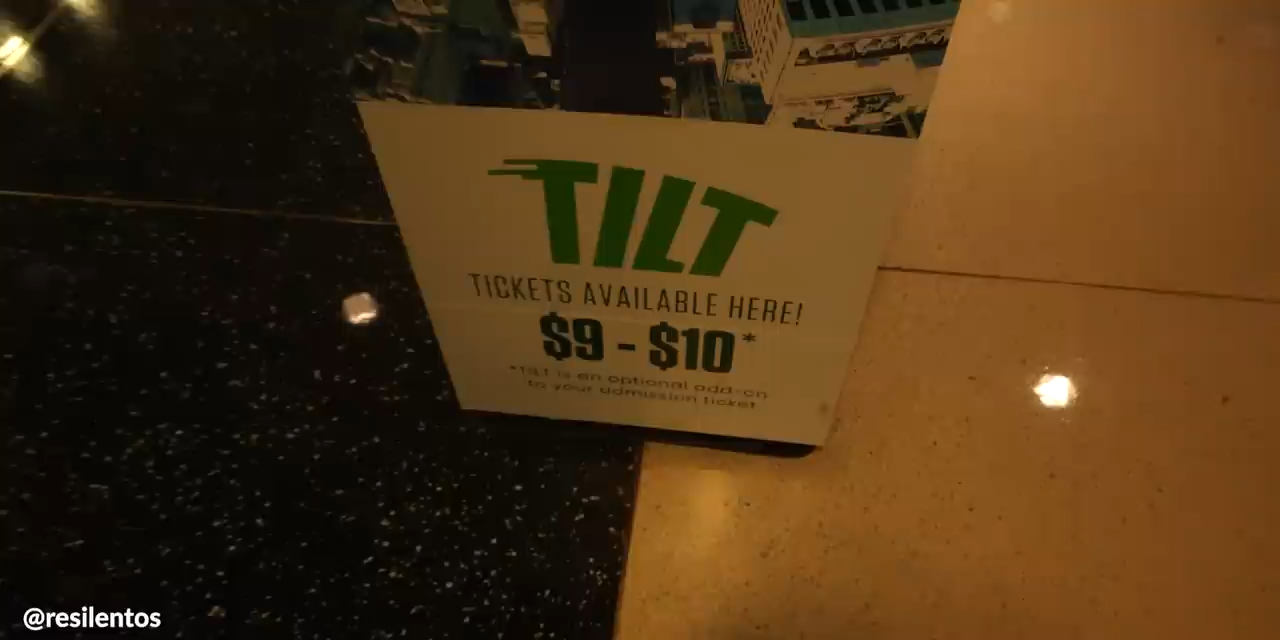 TILT
TICKETS AVAILABLE HERE!
$9 - $10*
*TILT is an optional add-on
to your admission ticket
@resilentos